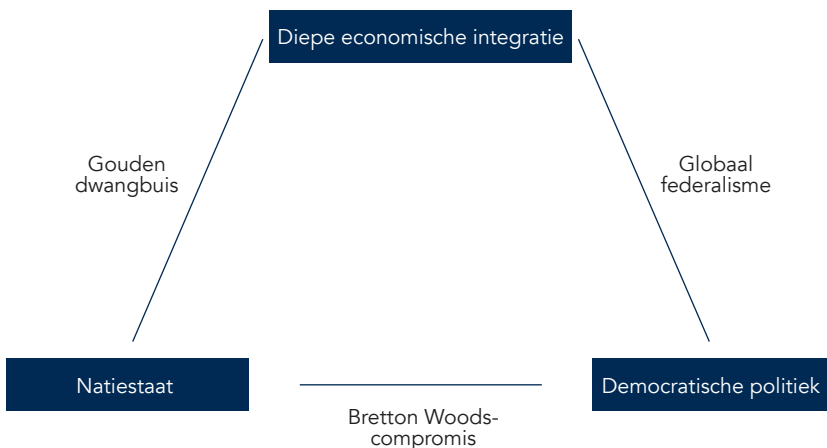 Diepe economische integratie
Gouden
dwangbuis
Globaal
federalisme
Natiestaat
Democratische politiek
Bretton Woods-
compromis